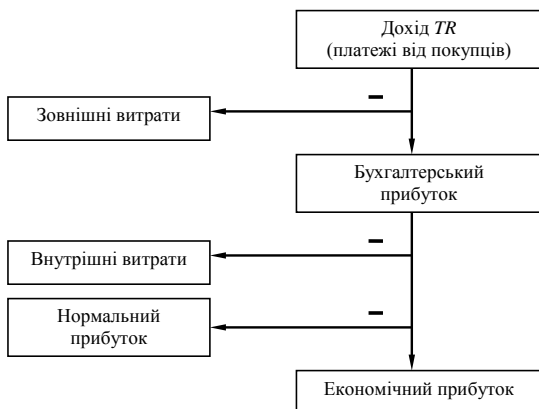 Дохід TR
(платежі від покупців)
–
Зовнішні витрати
Бухгалтерський
прибуток
–
Внутрішні витрати
–
Нормальний
прибуток
Економічний прибуток